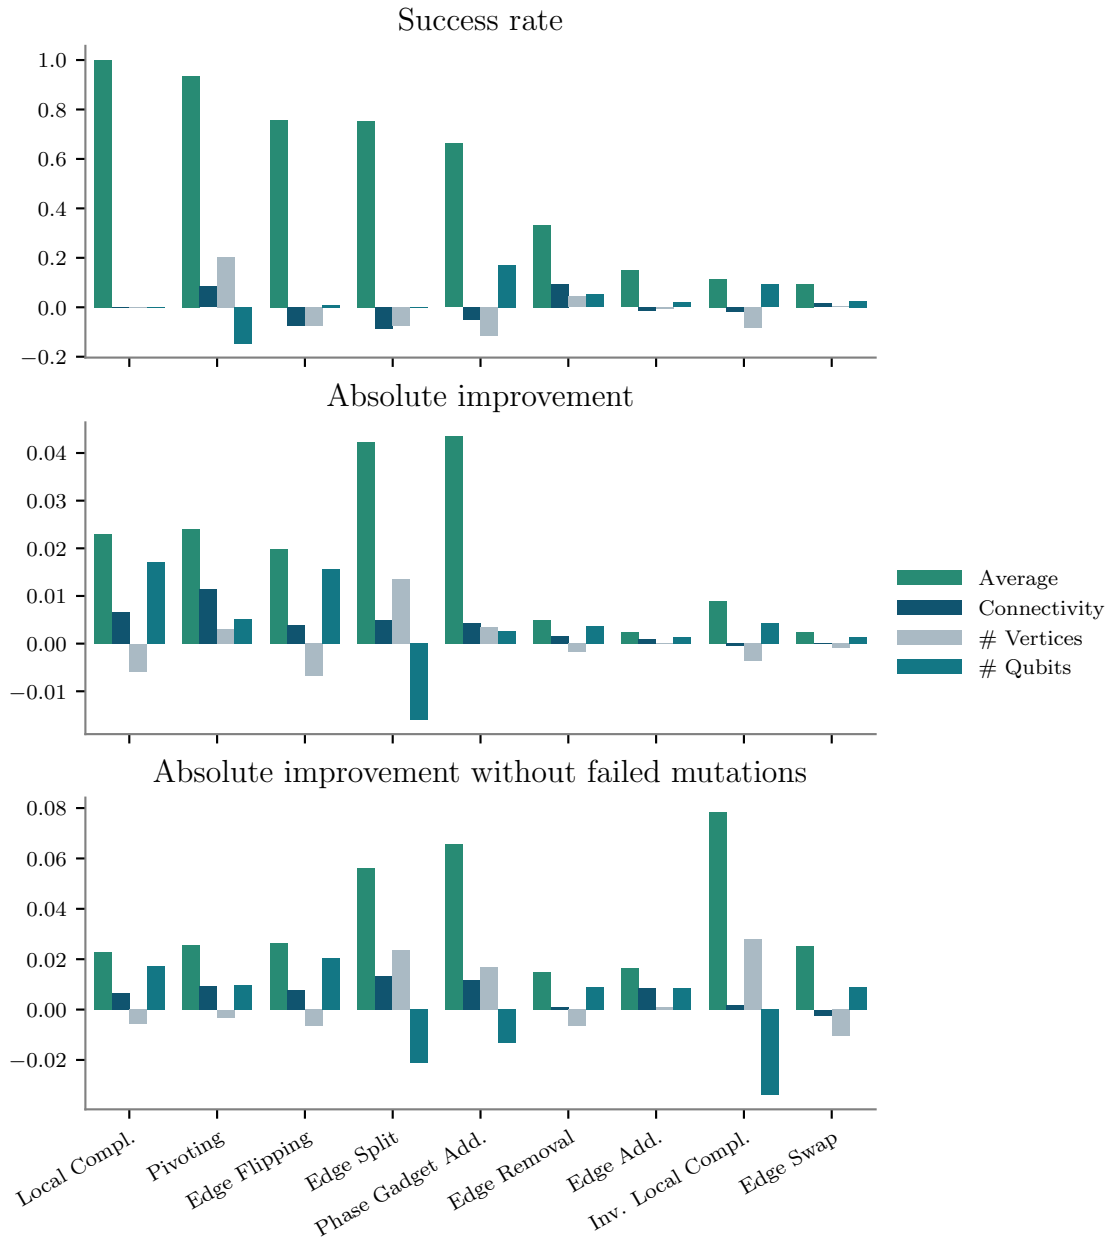 Success rate
1.0
0.8
0.6
0.4
0.2
0.0
−0.2
Absolute improvement
0.04
0.03
0.02
0.01
0.00
−0.01
Average
Connectivity
# Vertices
# Qubits
Absolute improvement without failed mutations
0.08
0.06
0.04
0.02
0.00
−0.02
Local Compl.
Pivoting
Edge Flipping
Edge Split
Phase Gadget Add.
Edge Removal
Edge Add.
Inv. Local Compl.
Edge Swap